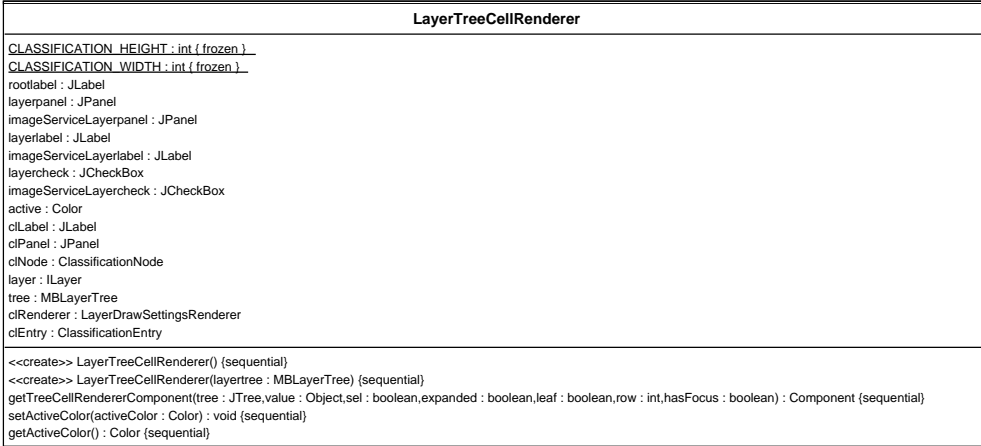 LayerTreeCellRenderer
CLASSIFICATION_HEIGHT : int { frozen }
CLASSIFICATION_WIDTH : int { frozen }
rootlabel : JLabel
layerpanel : JPanel
imageServiceLayerpanel : JPanel
layerlabel : JLabel
imageServiceLayerlabel : JLabel
layercheck : JCheckBox
imageServiceLayercheck : JCheckBox
active : Color
clLabel : JLabel
clPanel : JPanel
clNode : ClassificationNode
layer : ILayer
tree : MBLayerTree
clRenderer : LayerDrawSettingsRenderer
clEntry : ClassificationEntry
<<create>> LayerTreeCellRenderer() {sequential}
<<create>> LayerTreeCellRenderer(layertree : MBLayerTree) {sequential}
getTreeCellRendererComponent(tree : JTree,value : Object,sel : boolean,expanded : boolean,leaf : boolean,row : int,hasFocus : boolean) : Component {sequential}
setActiveColor(activeColor : Color) : void {sequential}
getActiveColor() : Color {sequential}